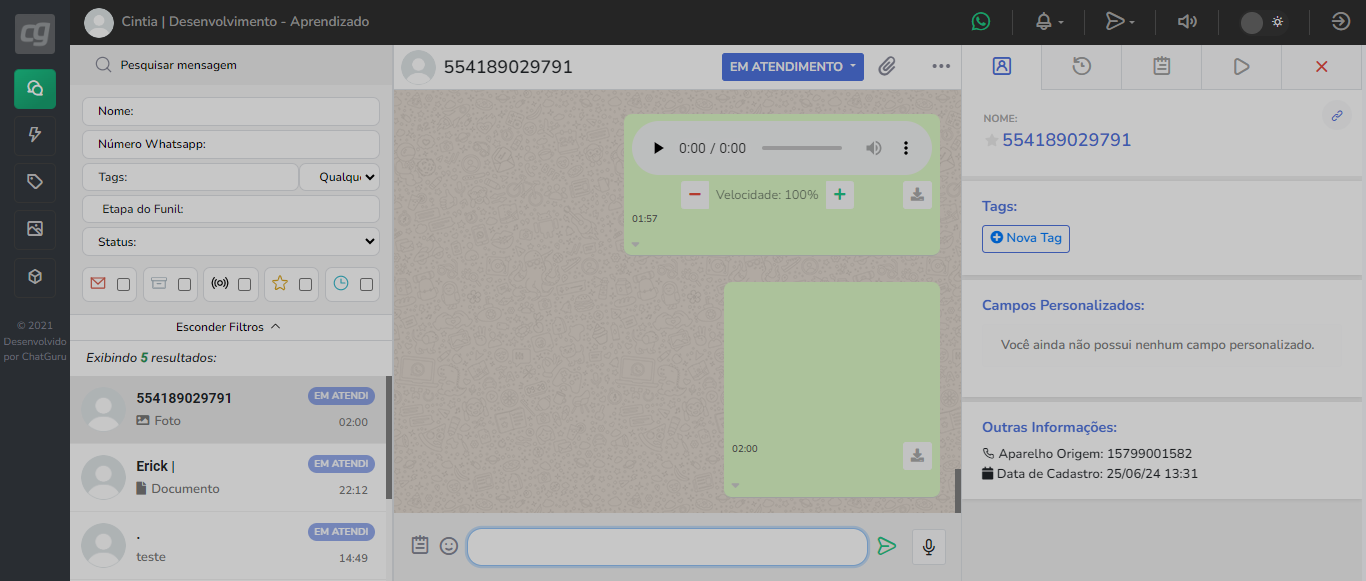 cg
Cintia | Desenvolvimento - Aprendizado
Pesquisar mensagem
Nome:
Número Whatsapp:
Tags:
Qualque
Etapa do Funil:
Status:
Esconder Filtros
Exibindo 5 resultados:
554189029791
EM ATENDI
Foto
02:00
Erick |
EM ATENDI
Documento
22:12
.
EM ATENDI
teste
14:49
© 2021
Desenvolvido
por ChatGuru
554189029791
EM ATENDIMENTO
0:00 / 0:00
Velocidade: 100%
01:57
02:00
NOME:
554189029791
Tags:
Nova Tag
Campos Personalizados:
Você ainda não possui nenhum campo personalizado.
Outras Informações:
Aparelho Origem: 15799001582
Data de Cadastro: 25/06/24 13:31